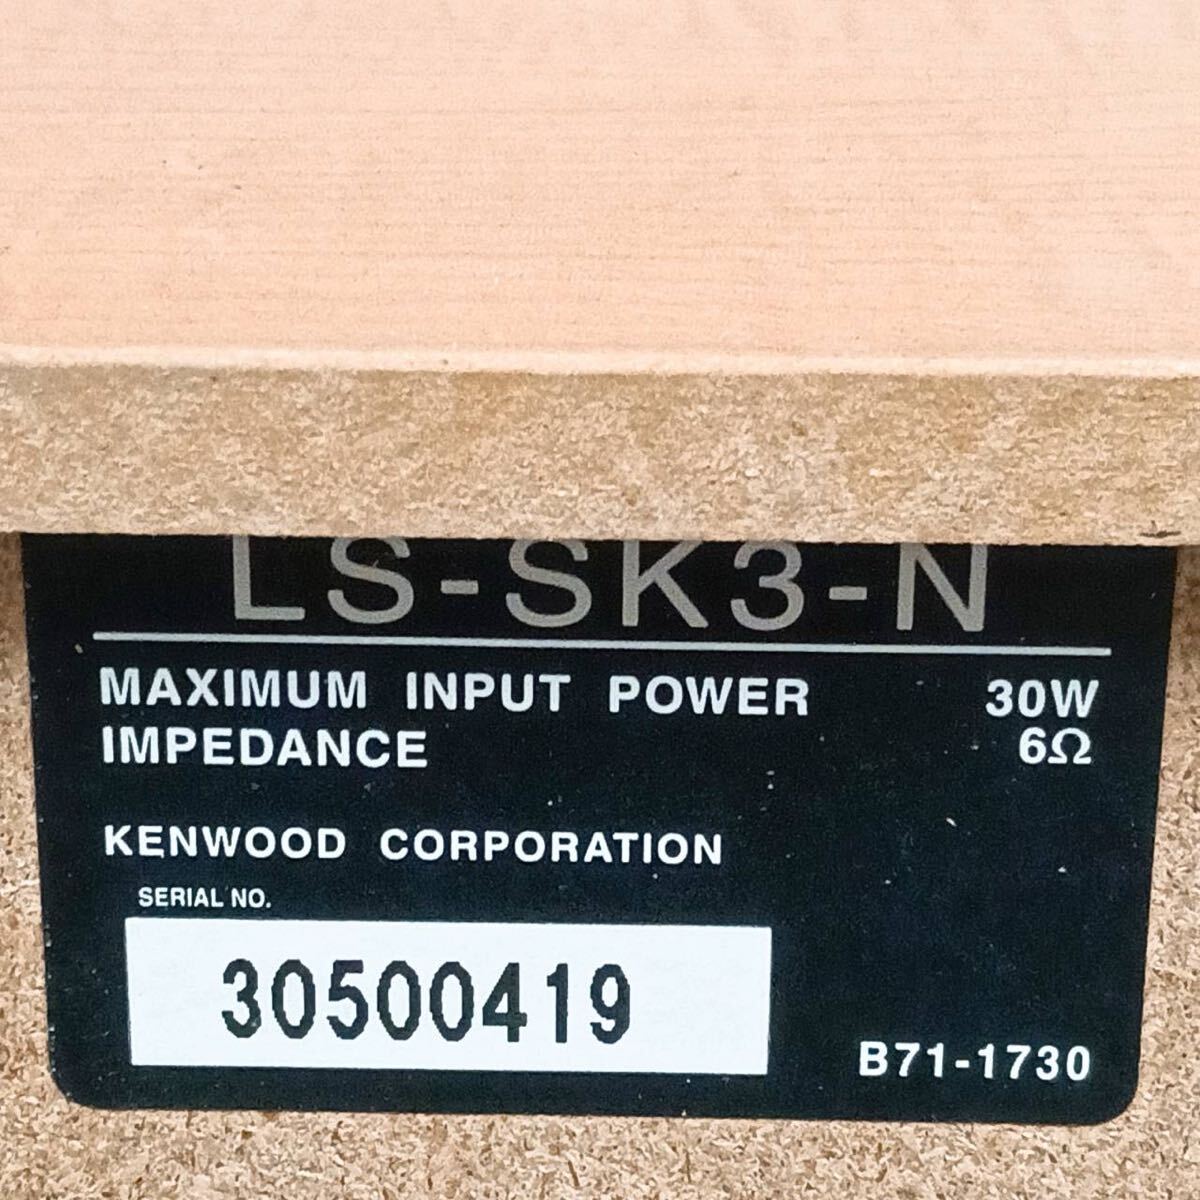 LS-SK3-N
MAXIMUM INPUT POWER 30W
IMPEDANCE 6Ω
KENWOOD CORPORATION
SERIAL NO.
30500419
B71-1730